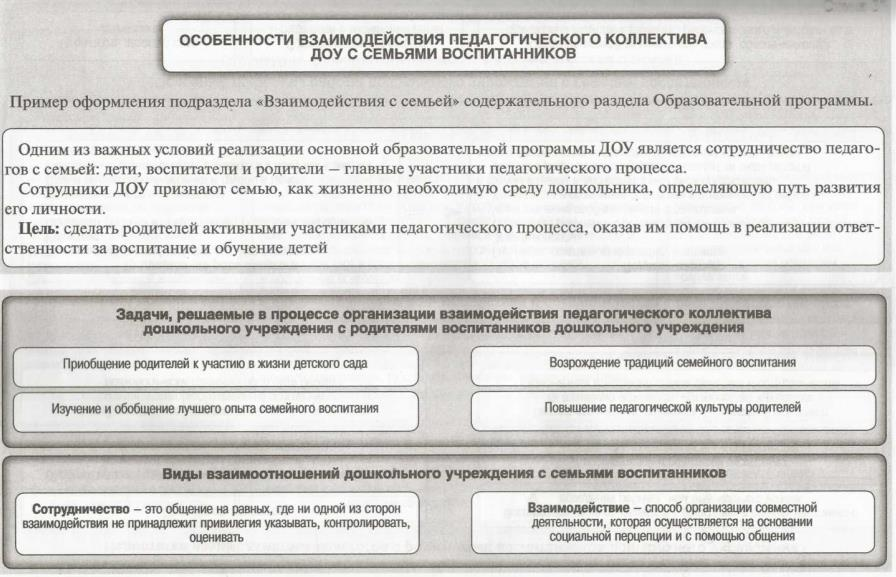 ОСОБЕННОСТИ ВЗАИМОДЕЙСТВИЯ ПЕДАГОГИЧЕСКОГО КОЛЛЕКТИВА
ДОУ С СЕМЬЯМИ ВОСПИТАННИКОВ
Пример оформления подраздела «Взаимодействия с семьей» содержательного раздела Образовательной программы.
Одним из важных условий реализации основной образовательной программы ДОУ является сотрудничество педаго-
гов с семьей: дети, воспитатели и родители – главные участники педагогического процесса.
Сотрудники ДОУ признают семью, как жизненно необходимую среду дошкольника, определяющую путь развития
его личности.
Цель: сделать родителей активными участниками педагогического процесса, оказав им помощь в реализации ответ-
ственности за воспитание и обучение детей
Задачи, решаемые в процессе организации взаимодействия педагогического коллектива
дошкольного учреждения с родителями воспитанников дошкольного учреждения
Приобщение родителей к участию в жизни детского сада
Возрождение традиций семейного воспитания
Изучение и обобщение лучшего опыта семейного воспитания
Повышение педагогической культуры родителей
Виды взаимоотношений дошкольного учреждения с семьями воспитанников
Сотрудничество – это общение на равных, где ни одной из сторон
взаимодействия не принадлежит привилегия указывать, контролировать,
оценивать
Взаимодействие – способ организации совместной
деятельности, которая осуществляется на основании
социальной перцепции и с помощью общения